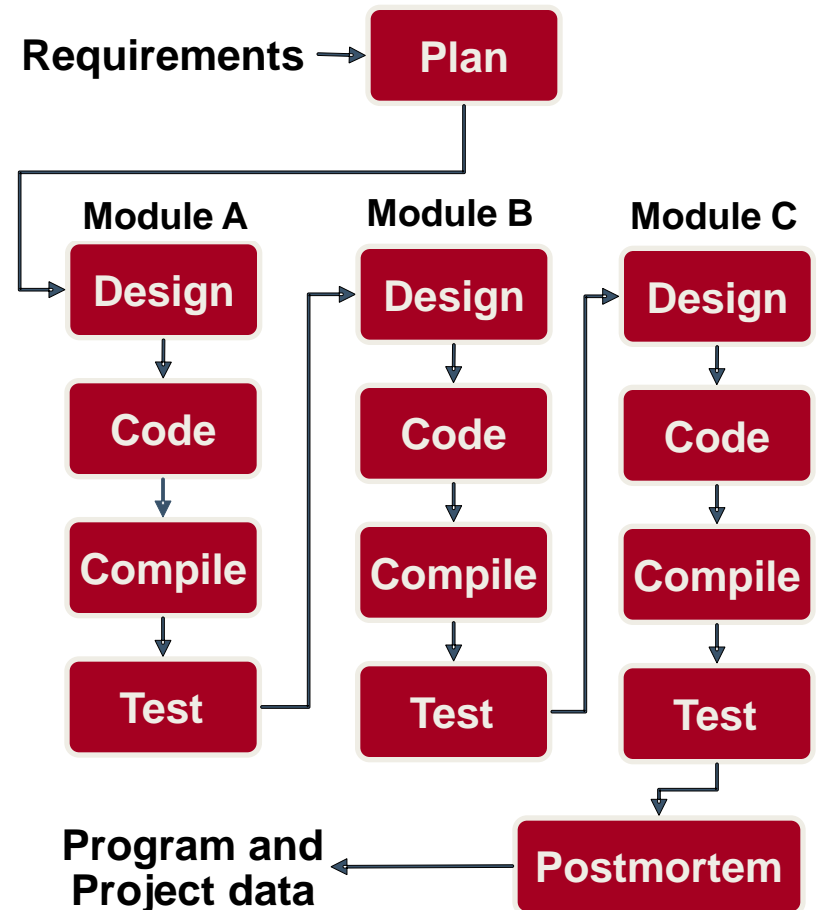 Requirements
Plan
Module A
Module B
Module C
Design
Design
Design
Code
Code
Code
Compile
Compile
Compile
Test
Test
Test
Program and
Project data
Postmortem